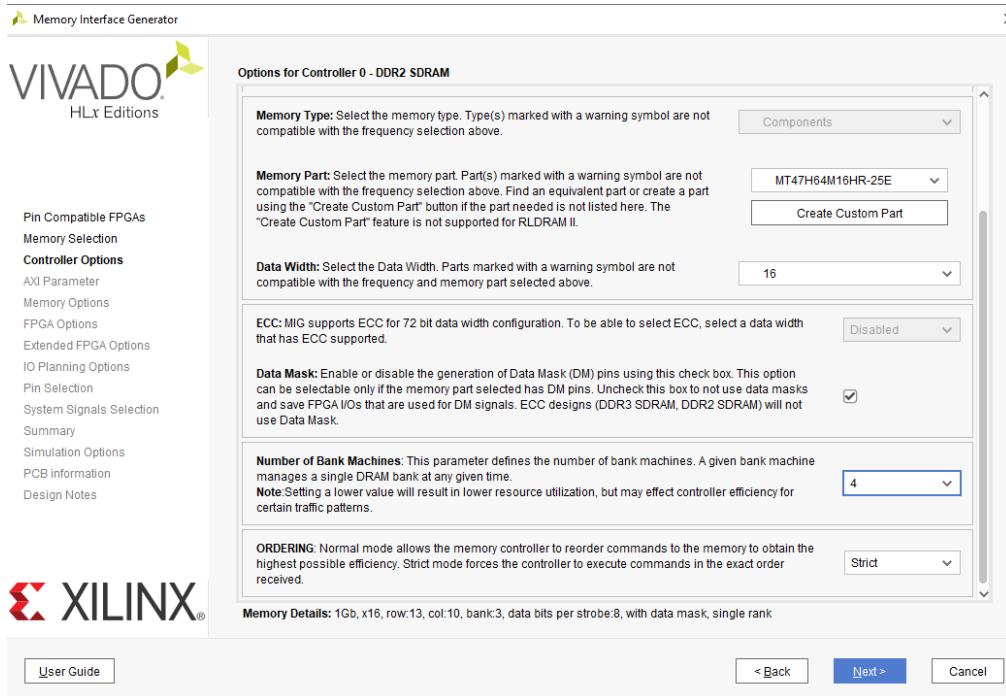 Memory Interface Generator
VIVADO.
HLx Editions
Pin Compatible FPGAs
Memory Selection
Controller Options
AXI Parameter
Memory Options
FPGA Options
Extended FPGA Options
IO Planning Options
Pin Selection
System Signals Selection
Summary
Simulation Options
PCB information
Design Notes
XILINX®
Options for Controller 0 - DDR2 SDRAM
Memory Type: Select the memory type. Type(s) marked with a warning symbol are not
compatible with the frequency selection above.
Components
Memory Part: Select the memory part. Part(s) marked with a warning symbol are not
compatible with the frequency selection above. Find an equivalent part or create a part
using the "Create Custom Part" button if the part needed is not listed here. The
"Create Custom Part" feature is not supported for RLDRAM II.
MT47H64M16HR-25E
Create Custom Part
Data Width: Select the Data Width. Parts marked with a warning symbol are not
compatible with the frequency and memory part selected above.
16
ECC: MIG supports ECC for 72 bit data width configuration. To be able to select ECC, select a data width
that has ECC supported.
Disabled
Data Mask: Enable or disable the generation of Data Mask (DM) pins using this check box. This option
can be selectable only if the memory part selected has DM pins. Uncheck this box to not use data masks
and save FPGA I/Os that are used for DM signals. ECC designs (DDR3 SDRAM, DDR2 SDRAM) will not
use Data Mask.
Number of Bank Machines: This parameter defines the number of bank machines. A given bank machine
manages a single DRAM bank at any given time.
Note:Setting a lower value will result in lower resource utilization, but may effect controller efficiency for
certain traffic patterns.
4
ORDERING: Normal mode allows the memory controller to reorder commands to the memory to obtain the
highest possible efficiency. Strict mode forces the controller to execute commands in the exact order
received.
Strict
Memory Details: 1Gb, x16, row:13, col:10, bank:3, data bits per strobe:8, with data mask, single rank
User Guide
< Back
Next >
Cancel